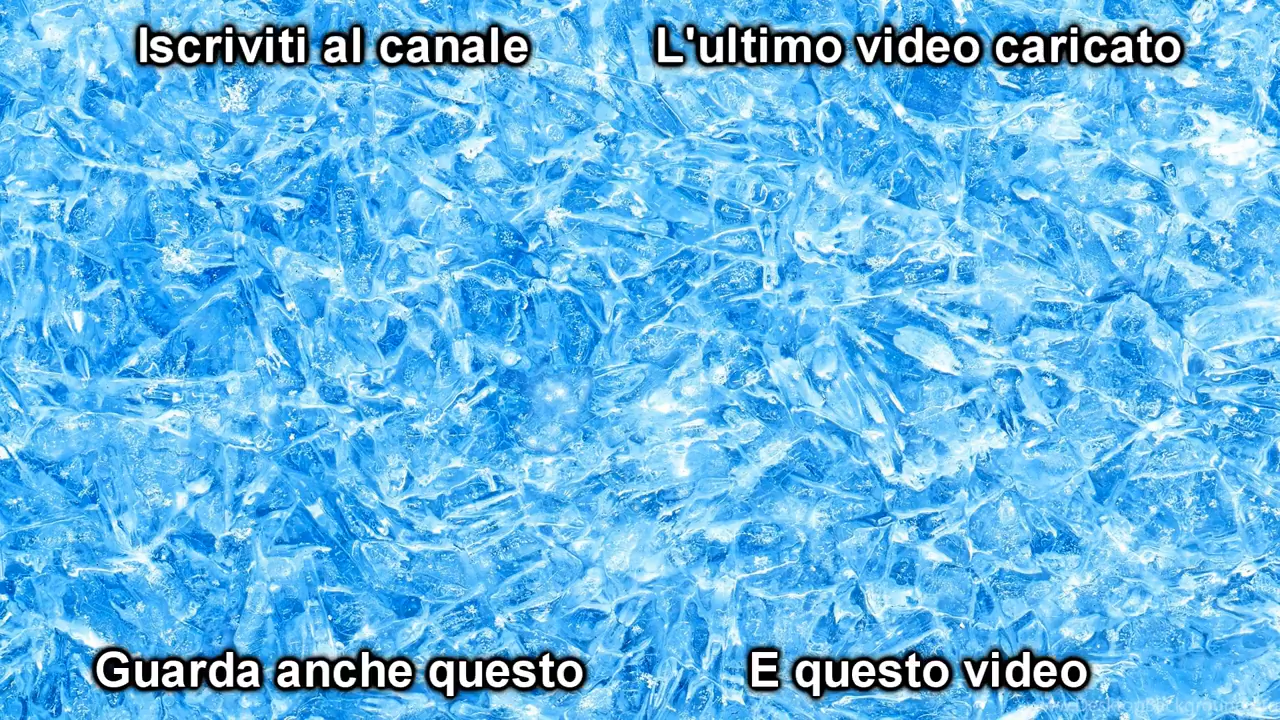 Iscriviti al canale
L'ultimo video caricato
Guarda anche questo
E questo video